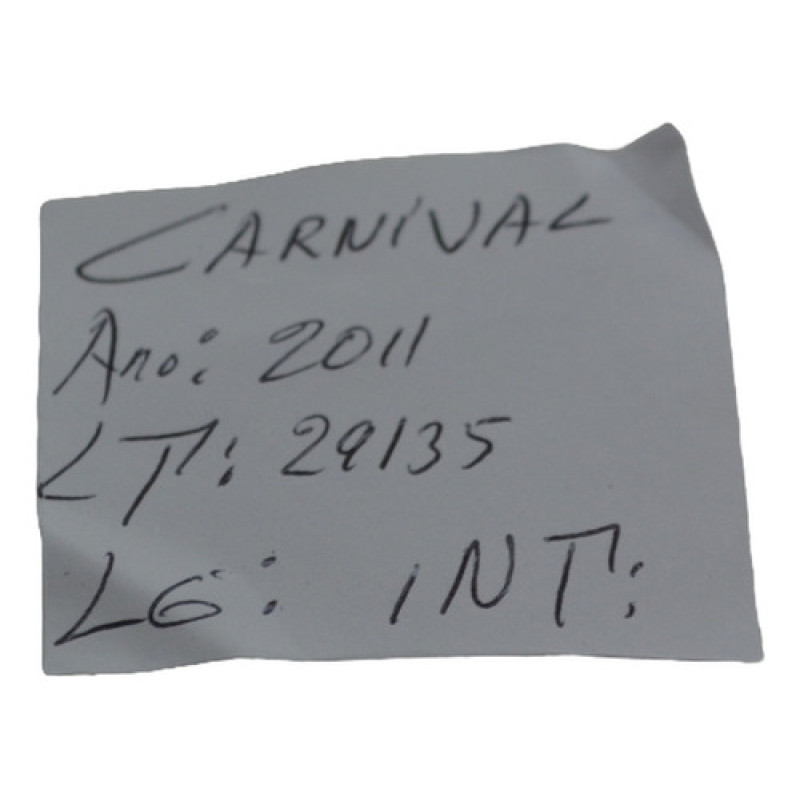 CARNIVAL
Ano: 2011
LT: 29135
LG: INT: